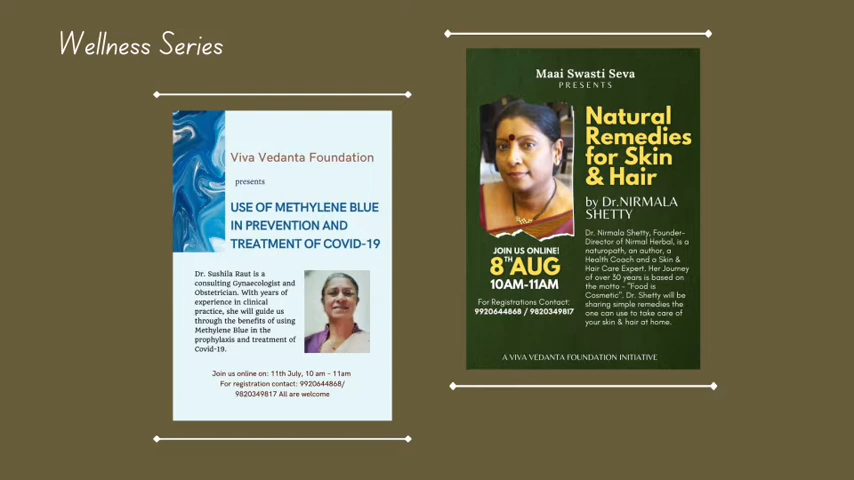 Wellness Series
Viva Vedanta Foundation
presents
USE OF METHYLENE BLUE
IN PREVENTION AND
TREATMENT OF COVID-19
Dr. Sushila Raut is a
consulting Gynaecologist and
Obstetrician. With years of
experience in clinical
practice, she will guide us
through the benefits of using
Methylene Blue in the
prophylaxis and treatment of
Covid-19.
Join us online on: 11th July, 10 am - 11am
For registration contact: 9920644868/
9820349817 All are welcome
Maai Swasti Seva
PRESENTS
Natural
Remedies
for Skin
& Hair
by Dr.NIRMALA
SHETTY
Dr. Nirmala Shetty, Founder-
Director of Nirmal Herbal, is a
naturopath, an author, a
Health Coach and a Skin &
Hair Care Expert. Her Journey
of over 30 years is based on
the motto - "Food is
Cosmetic". Dr. Shetty will be
sharing simple remedies the
one can use to take care of
your skin & hair at home.
JOIN US ONLINE!
8TH AUG
10AM-11AM
For Registrations Contact:
9920644868 / 9820349817
A VIVA VEDANTA FOUNDATION INITIATIVE